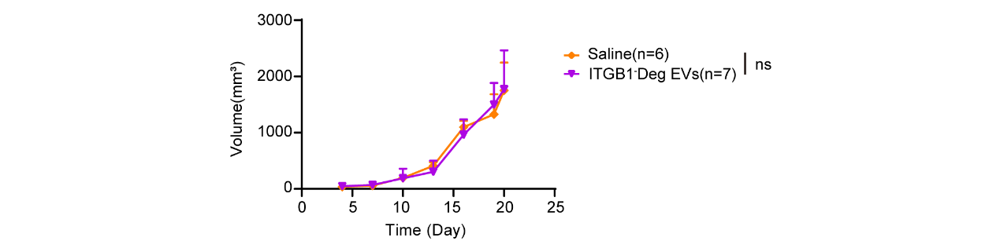 3000
2000
1000
0
Volume(mm³)
0 5 10 15 20 25
Time (Day)
Saline(n=6)
ITGB1⁻Deg EVs(n=7)
ns